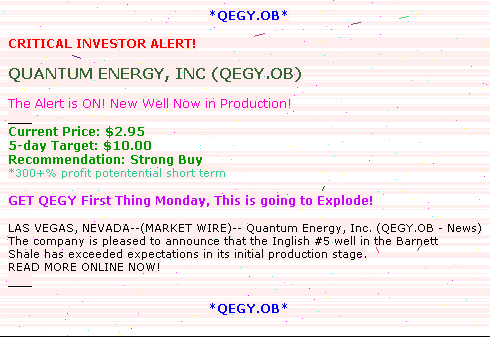 *QEGY.OB*
CRITICAL INVESTOR ALERT!
QUANTUM ENERGY, INC (QEGY.OB)
The Alert is ON! New Well Now in Production!
Current Price: $2.95
5-day Target: $10.00
Recommendation: Strong Buy
*300+% profit potentential short term
GET QEGY First Thing Monday, This is going to Explode!
LAS VEGAS, NEVADA--(MARKET WIRE)-- Quantum Energy, Inc. (QEGY.OB - News)
The company is pleased to announce that the Inglish #5 well in the Barnett
Shale has exceeded expectations in its initial production stage.
READ MORE ONLINE NOW!
*QEGY.OB*